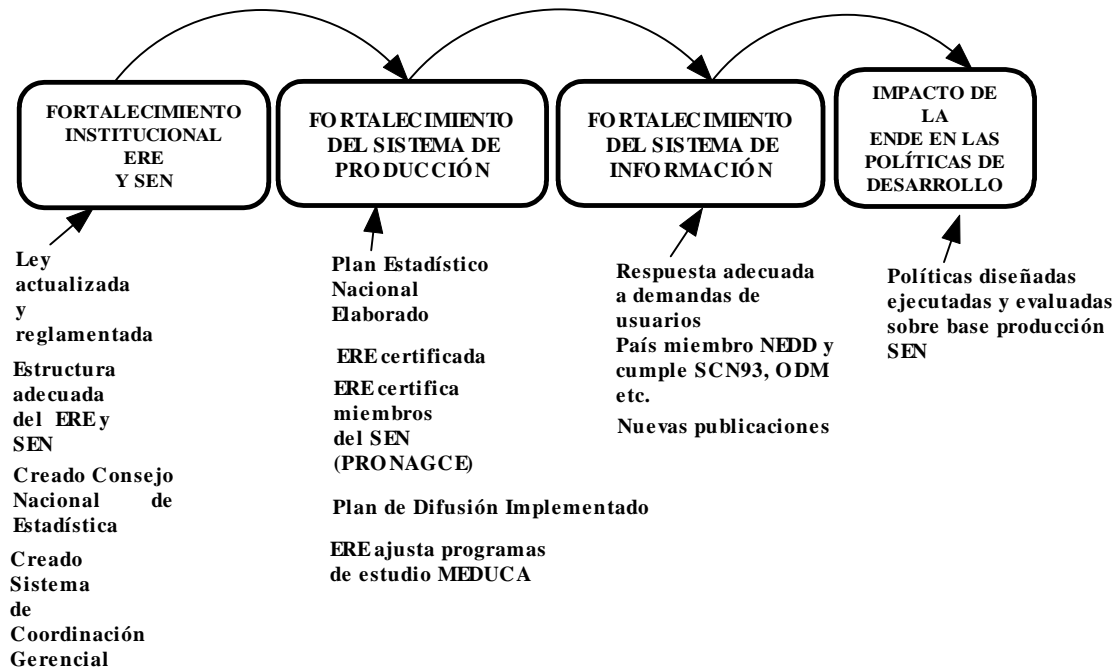 FORTALECIMIENTO
INSTITUCIONAL
ERE
Y SEN
FORTALECIMIENTO
DEL SISTEMA DE
PRODUCCIÓN
FORTALECIMIENTO
DEL SISTEMA DE
INFORMACIÓN
IMPACTO DE
LA
ENDE EN LAS
POLÍTICAS DE
DESARROLLO
Ley
actualizada
y
reglamentada
Estructura
adecuada
del ERE y
SEN
Creado Consejo
Nacional de
Estadística
Creado
Sistema
de
Coordinación
Gerencial
Plan Estadístico
Nacional
Elaborado
ERE certificada
ERE certifica
miembros
del SEN
(PRONAGCE)
Plan de Difusión Implementado
ERE ajusta programas
de estudio MEDUCA
Respuesta adecuada
a demandas de
usuarios
País miembro NEDD y
cumple SCN93, ODM
etc.
Nuevas publicaciones
Políticas diseñadas
ejecutadas y evaluadas
sobre base producción
SEN